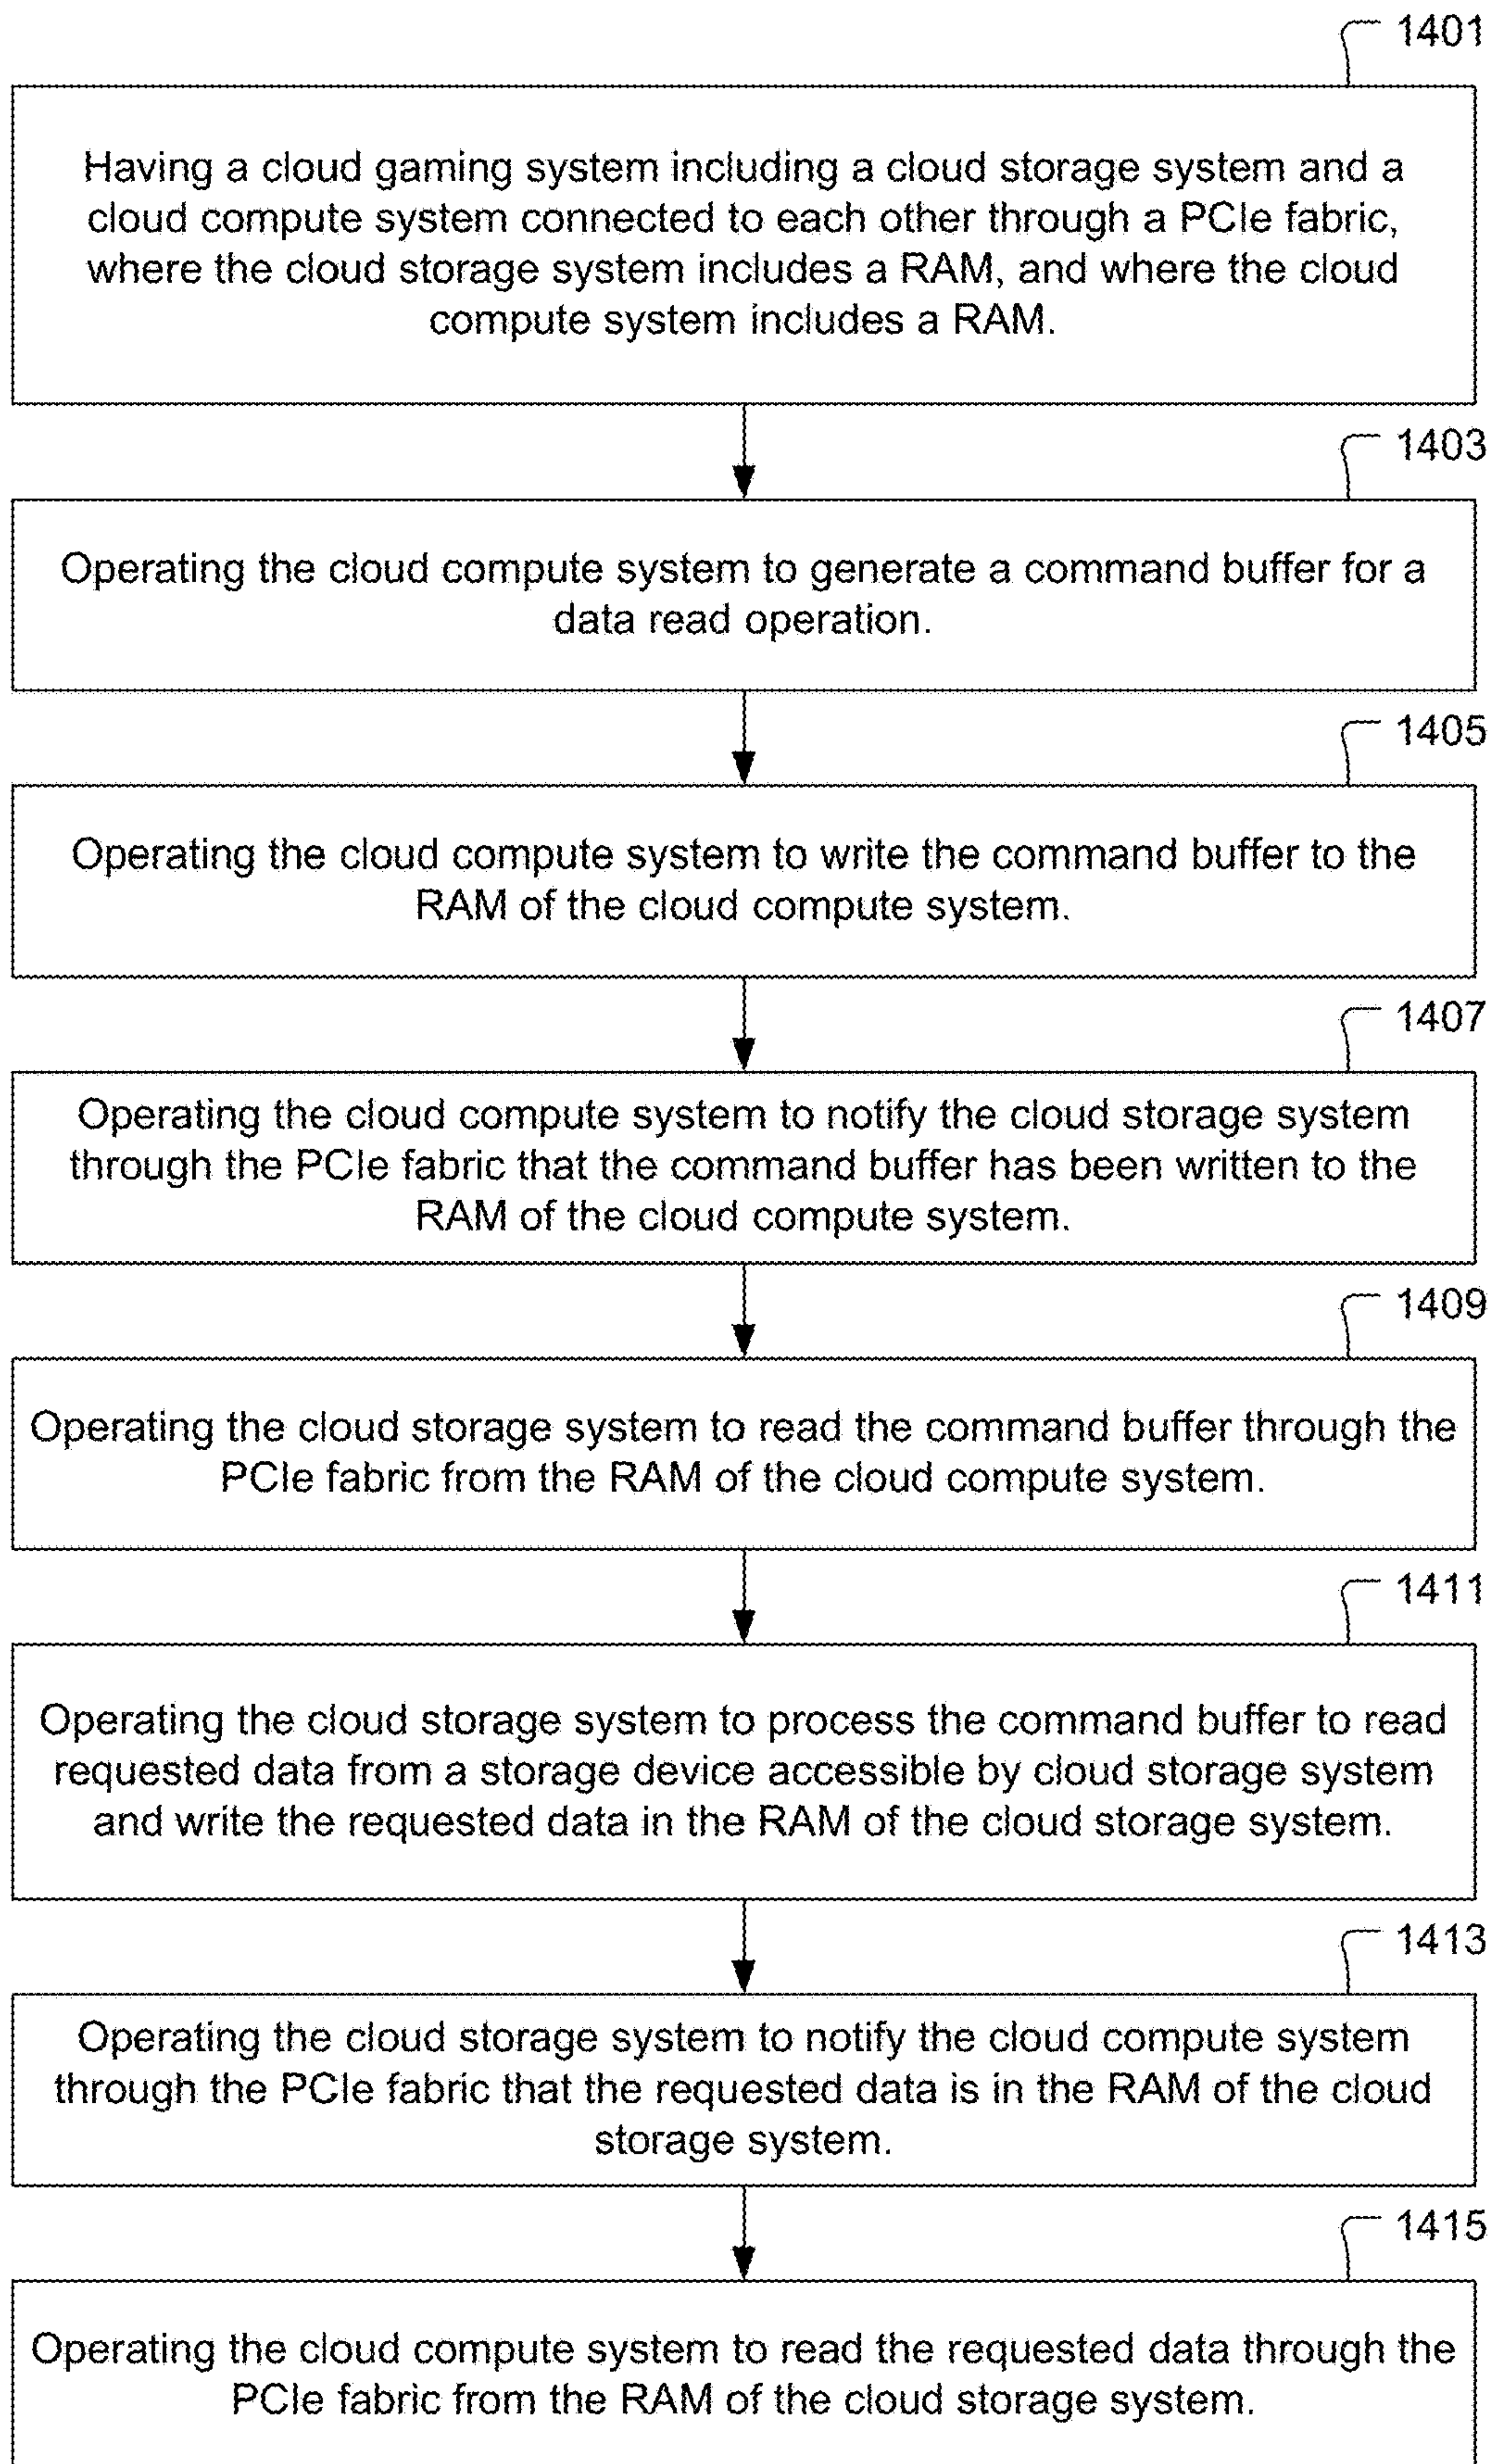 1401
Having a cloud gaming system including a cloud storage system and a
cloud compute system connected to each other through a PCIe fabric,
where the cloud storage system includes a RAM, and where the cloud
compute system includes a RAM.
1403
Operating the cloud compute system to generate a command buffer for a
data read operation.
1405
Operating the cloud compute system to write the command buffer to the
RAM of the cloud compute system.
1407
Operating the cloud compute system to notify the cloud storage system
through the PCIe fabric that the command buffer has been written to the
RAM of the cloud compute system.
1409
Operating the cloud storage system to read the command buffer through the
PCIe fabric from the RAM of the cloud compute system.
1411
Operating the cloud storage system to process the command buffer to read
requested data from a storage device accessible by cloud storage system
and write the requested data in the RAM of the cloud storage system.
1413
Operating the cloud storage system to notify the cloud compute system
through the PCIe fabric that the requested data is in the RAM of the cloud
storage system.
1415
Operating the cloud compute system to read the requested data through the
PCIe fabric from the RAM of the cloud storage system.